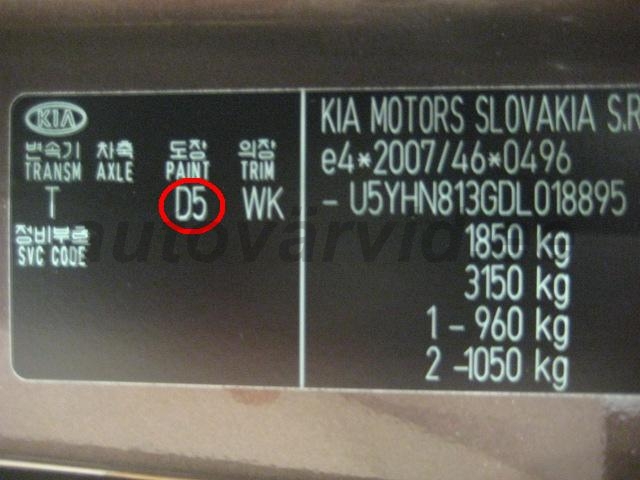 KIA
변속기 차축 도장 의장
TRANSM AXLE PAINT TRIM
T D5 WK
정비부호
SVC CODE
KIA MOTORS SLOVAKIA S.R
e4*2007/46*0496
- U5YHN813GDL018895
1850 kg
3150 kg
1 - 960 kg
2 -1050 kg
autovärvid